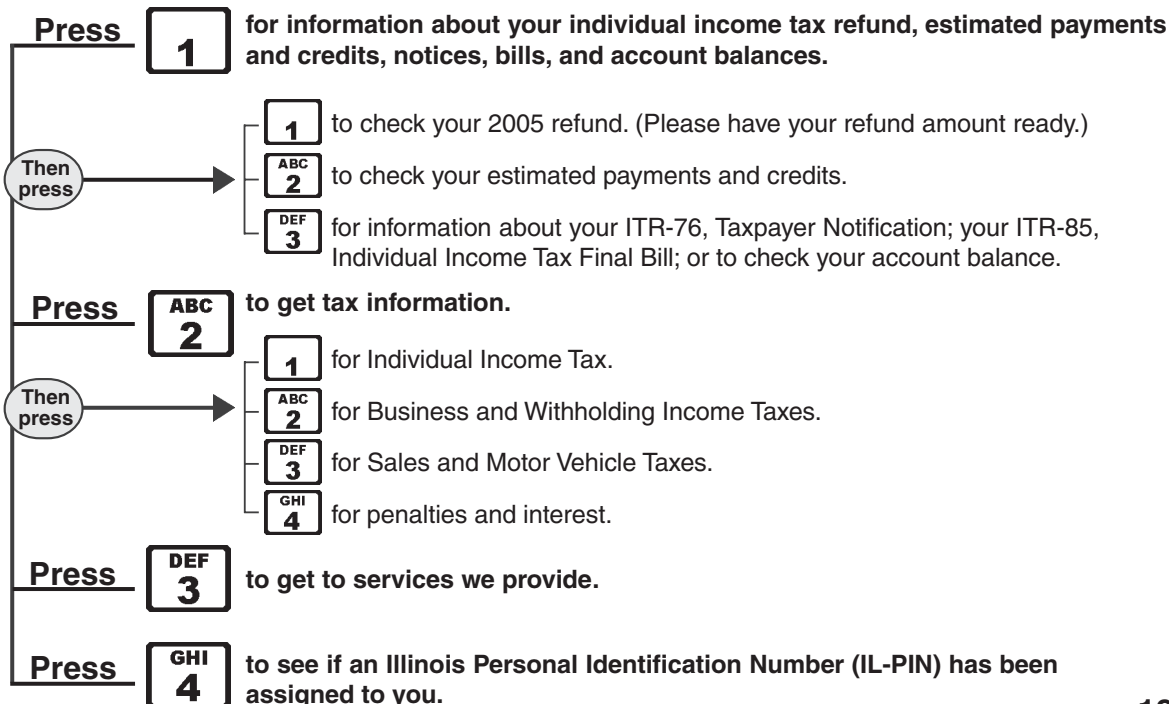 Press 1 for information about your individual income tax refund, estimated payments
and credits, notices, bills, and account balances.
Then press
1 to check your 2005 refund. (Please have your refund amount ready.)
ABC 2 to check your estimated payments and credits.
DEF 3 for information about your ITR-76, Taxpayer Notification; your ITR-85,
Individual Income Tax Final Bill; or to check your account balance.
Press ABC 2 to get tax information.
Then press
1 for Individual Income Tax.
ABC 2 for Business and Withholding Income Taxes.
DEF 3 for Sales and Motor Vehicle Taxes.
GHI 4 for penalties and interest.
Press DEF 3 to get to services we provide.
Press GHI 4 to see if an Illinois Personal Identification Number (IL-PIN) has been
assigned to you.